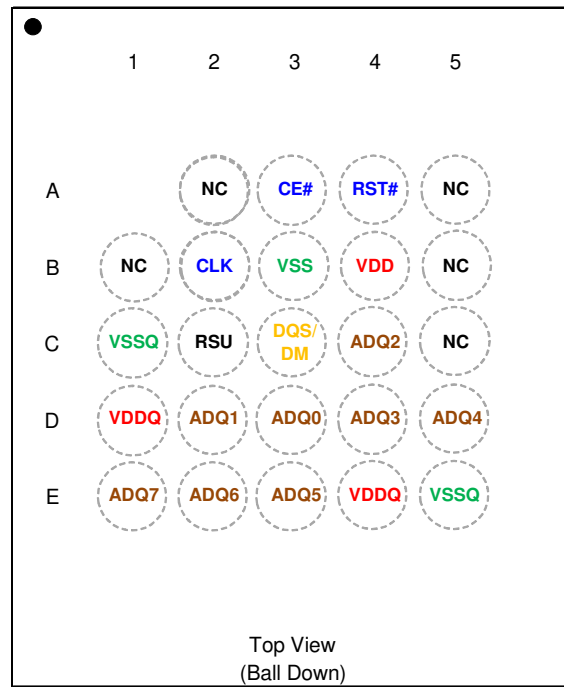 1 2 3 4 5
A NC CE# RST# NC
B NC CLK VSS VDD NC
C VSSQ RSU DQS/
DM ADQ2 NC
D VDDQ ADQ1 ADQ0 ADQ3 ADQ4
E ADQ7 ADQ6 ADQ5 VDDQ VSSQ
Top View
(Ball Down)